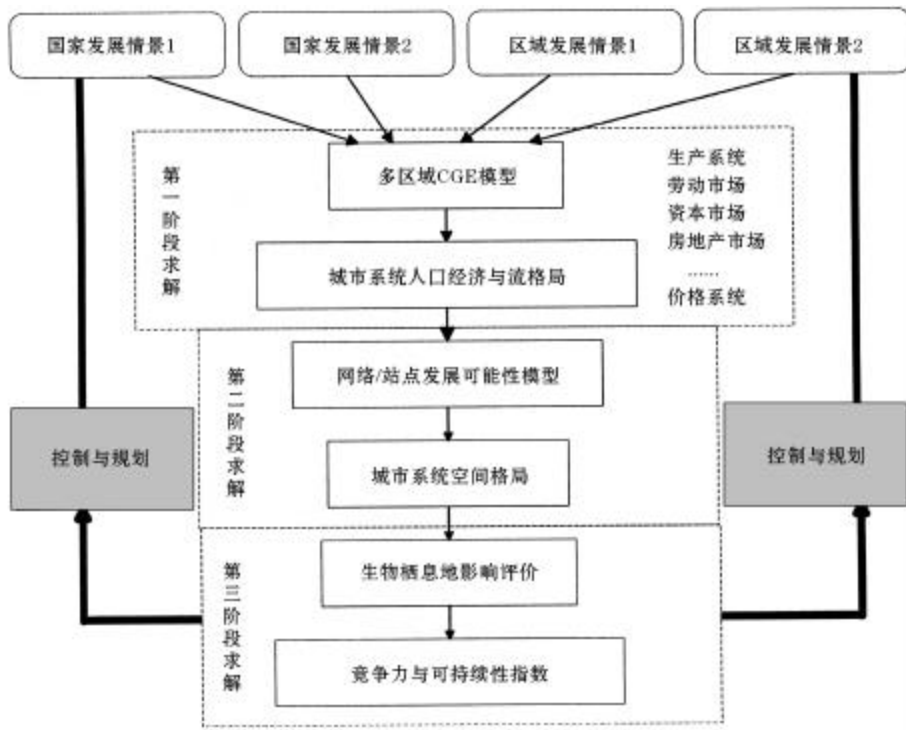 国家发展情景1
国家发展情景2
区域发展情景1
区域发展情景2
第一阶段求解
多区域CGE模型
城市系统人口经济与流格局
生产系统
劳动市场
资本市场
房地产市场
……
价格系统
第二阶段求解
网络/站点发展可能性模型
城市系统空间格局
控制与规划
控制与规划
第三阶段求解
生物栖息地影响评价
竞争力与可持续性指数